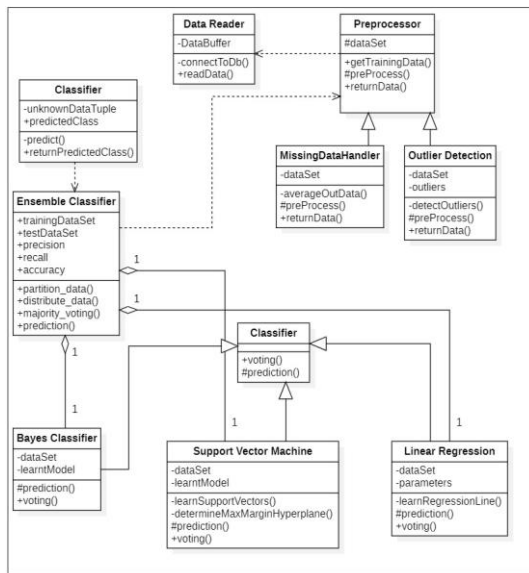 Data Reader
-DataBuffer
-connectToDb()
+readData()
Preprocessor
#dataSet
+getTrainingData()
#preProcess()
+returnData()
Classifier
-unknownDataTuple
+predictedClass
-predict()
+returnPredictedClass()
MissingDataHandler
-dataSet
-averageOutData()
#preProcess()
+returnData()
Outlier Detection
-dataSet
-outliers
-detectOutliers()
#preProcess()
+returnData()
Ensemble Classifier
+trainingDataSet
+testDataSet
+precision
+recall
+accuracy
+partition_data()
+distribute_data()
+majority_voting()
+prediction()
1
1
1
Classifier
+voting()
#prediction()
1
1
1
Bayes Classifier
-dataSet
-learntModel
#prediction()
+voting()
Support Vector Machine
-dataSet
-learntModel
-learnSupportVectors()
-determineMaxMarginHyperplane()
#prediction()
+voting()
Linear Regression
-dataSet
-parameters
-learnRegressionLine()
#prediction()
+voting()